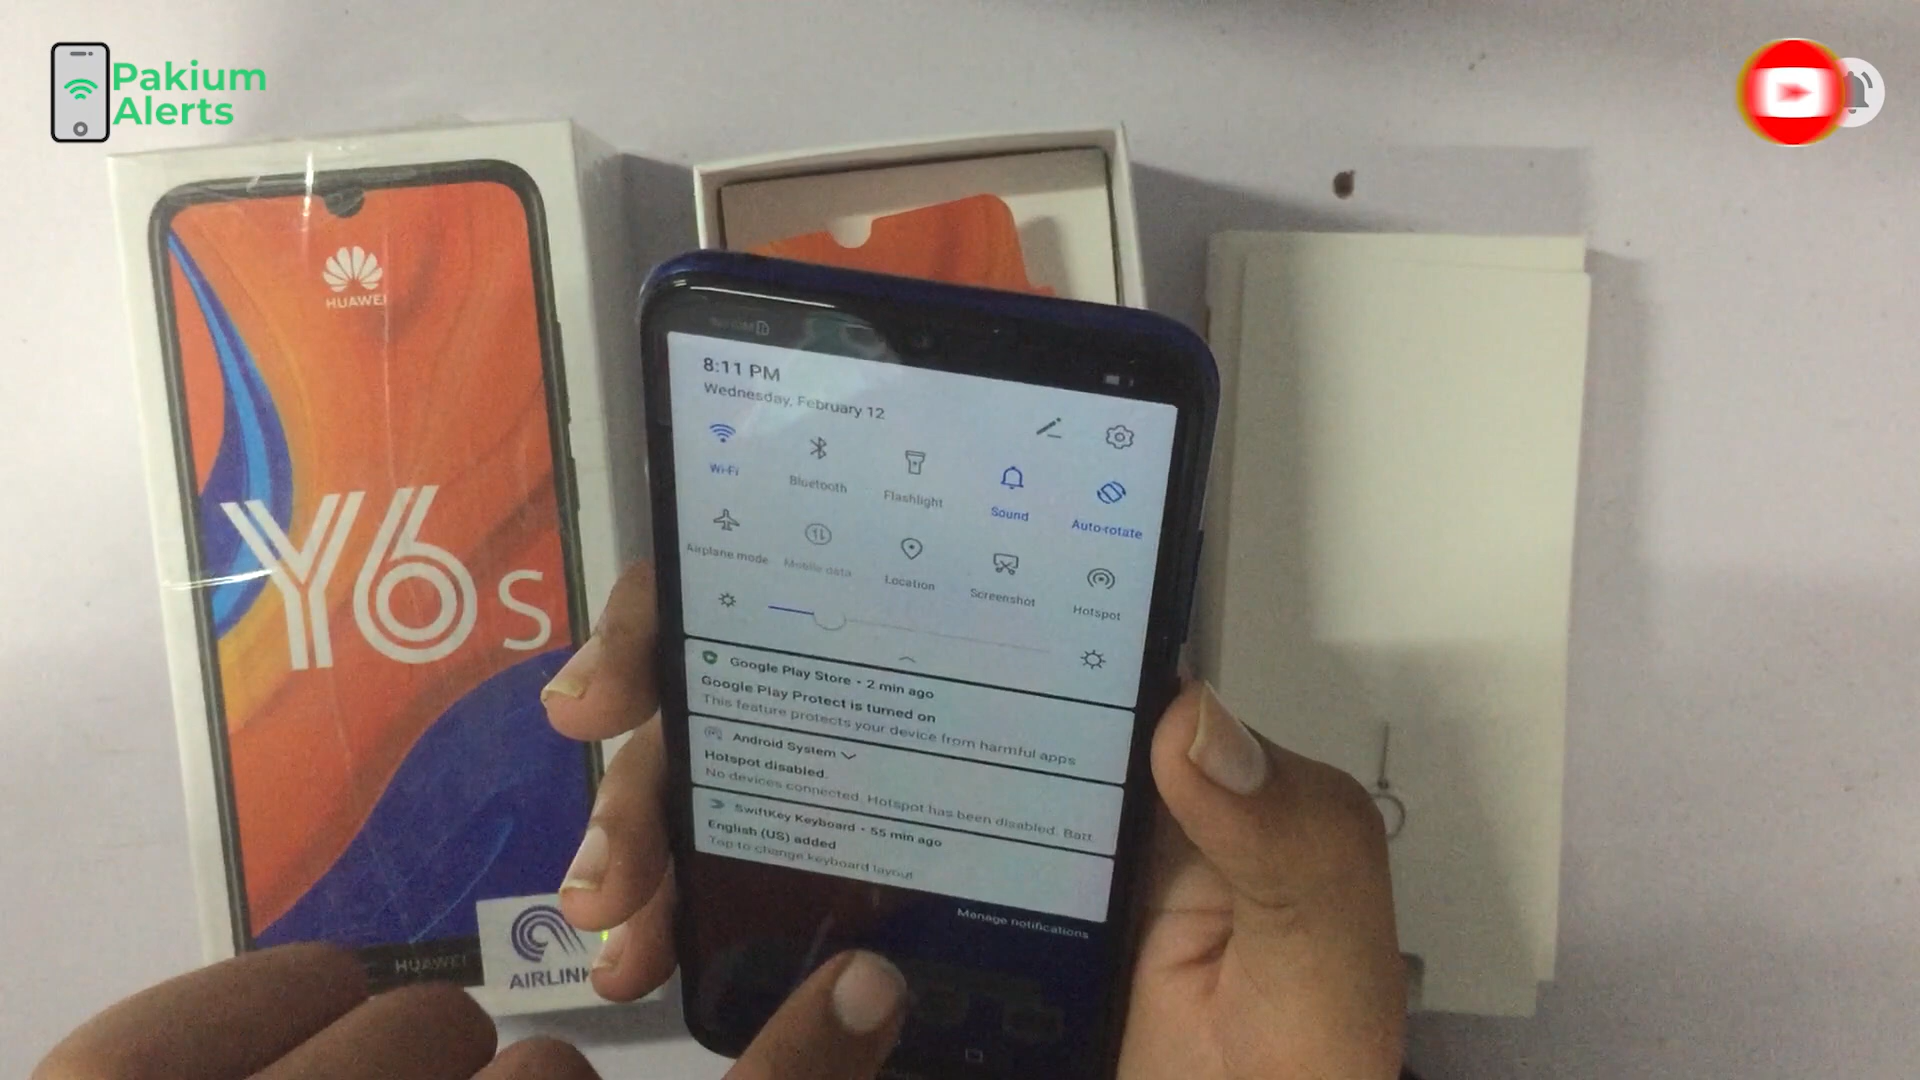 Pakium
Alerts
HUAWEI
Y6s
HUAWEI
AIRLINK
8:11 PM
Wednesday, February 12
Wi-Fi
Bluetooth
Flashlight
Sound
Auto-rotate
Airplane mode
Mobile data
Location
Screenshot
Hotspot
Google Play Store • 2 min ago
Google Play Protect is turned on
This feature protects your device from harmful apps
Android System
Hotspot disabled.
No devices connected. Hotspot has been disabled. Batt
SwiftKey Keyboard • 55 min ago
English (US) added
Tap to change keyboard layout
Manage notifications